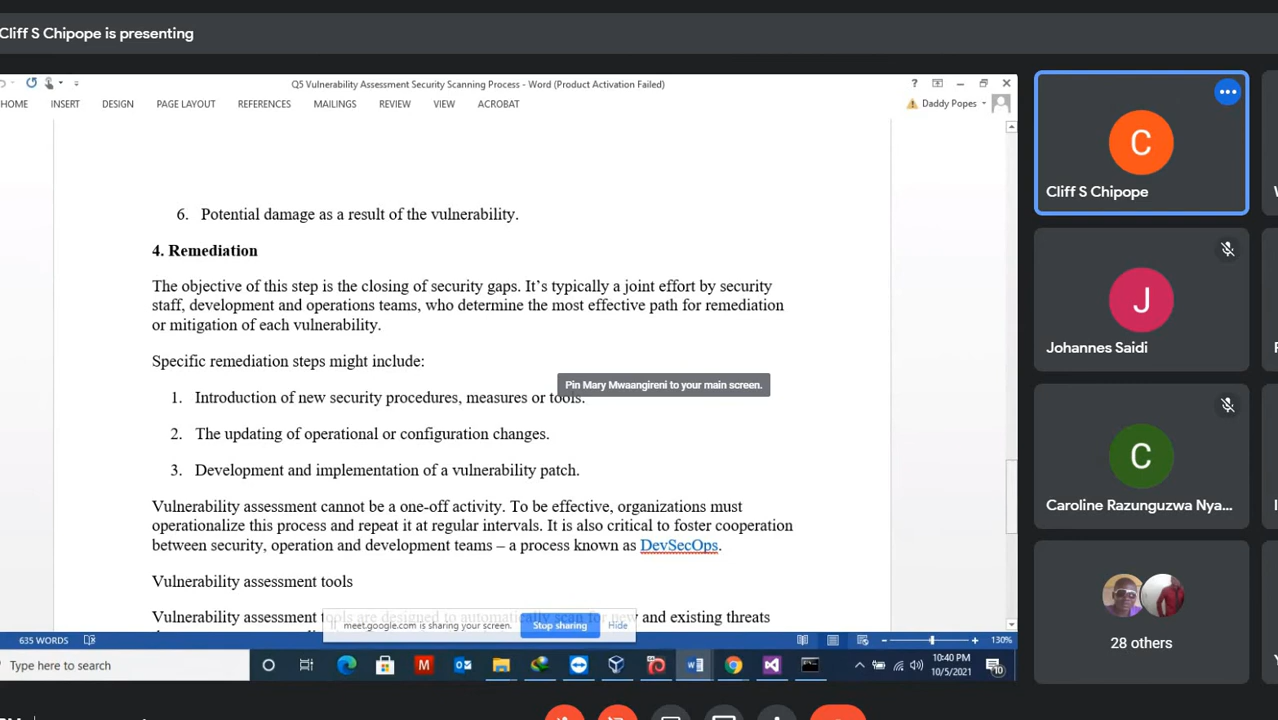 Cliff S Chipope is presenting
Q5 Vulnerability Assessment Security Scanning Process - Word (Product Activation Failed)
HOME INSERT DESIGN PAGE LAYOUT REFERENCES MAILINGS REVIEW VIEW ACROBAT
Daddy Popes
6. Potential damage as a result of the vulnerability.
4. Remediation
The objective of this step is the closing of security gaps. It's typically a joint effort by security
staff, development and operations teams, who determine the most effective path for remediation
or mitigation of each vulnerability.
Specific remediation steps might include:
Pin Mary Mwaangireni to your main screen.
1. Introduction of new security procedures, measures or tools.
2. The updating of operational or configuration changes.
3. Development and implementation of a vulnerability patch.
Vulnerability assessment cannot be a one-off activity. To be effective, organizations must
operationalize this process and repeat it at regular intervals. It is also critical to foster cooperation
between security, operation and development teams – a process known as DevSecOps.
Vulnerability assessment tools
Vulnerability assessment tools are designed to automatically scan for new and existing threats
meet.google.com is sharing your screen. Stop sharing Hide
635 WORDS
130%
Type here to search
10:40 PM
10/5/2021
10
C
Cliff S Chipope
J
Johannes Saidi
C
Caroline Razunguzwa Nya...
28 others